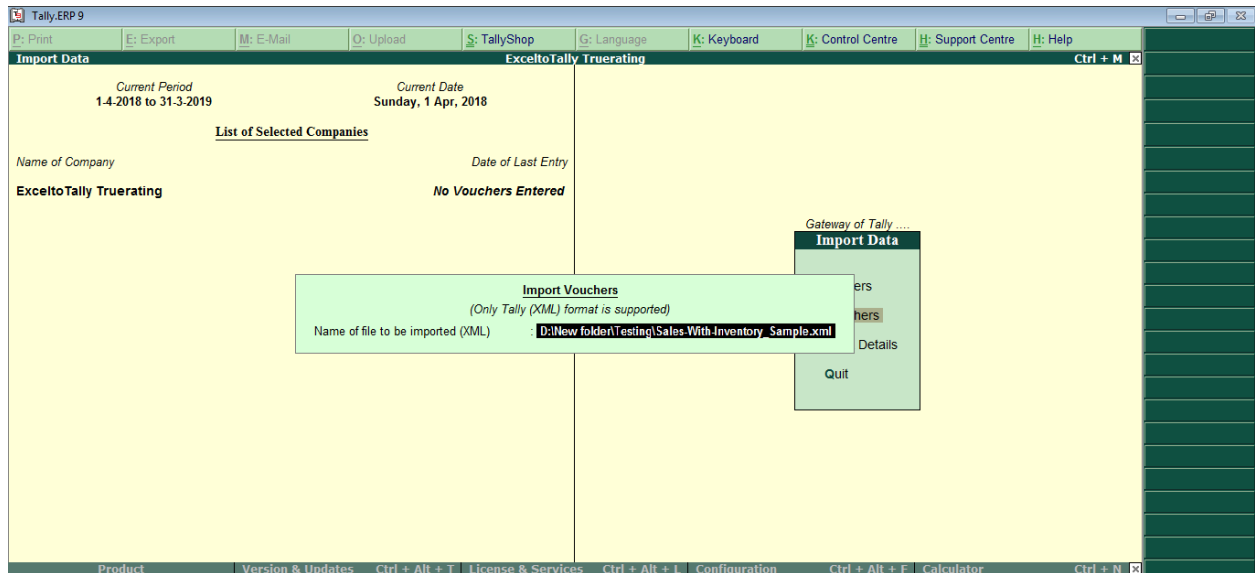 Tally.ERP 9
P: Print E: Export M: E-Mail O: Upload S: TallyShop G: Language K: Keyboard K: Control Centre H: Support Centre H: Help
Import Data ExceltoTally Truerating Ctrl + M
Current Period Current Date
1-4-2018 to 31-3-2019 Sunday, 1 Apr, 2018
List of Selected Companies
Name of Company Date of Last Entry
ExceltoTally Truerating No Vouchers Entered
Gateway of Tally ....
Import Data
ers
Import Vouchers
(Only Tally (XML) format is supported)
hers
Name of file to be imported (XML) : D:\New folder\Testing\Sales-With-Inventory_Sample.xml
Details
Quit
Product Version & Updates Ctrl + Alt + T License & Services Ctrl + Alt + L Configuration Ctrl + Alt + F Calculator Ctrl + N